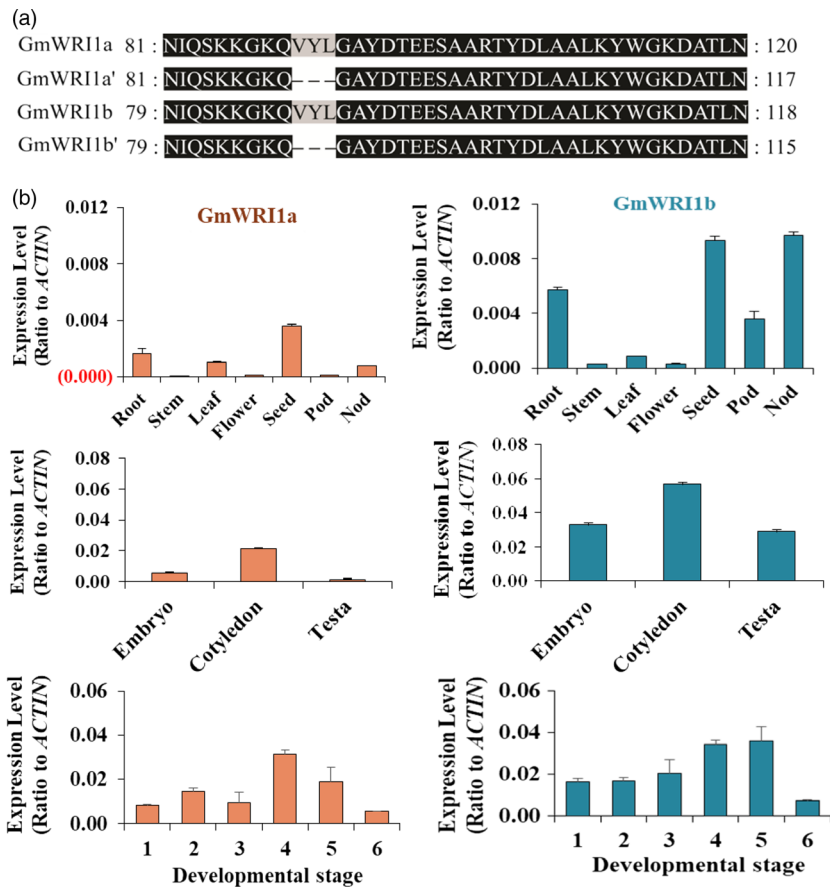 (a)
GmWRI1a 81 : NIQSKKGKQVYLGAYDTEESAARTYDLAALKYWGKDATLN : 120
GmWRI1a' 81 : NIQSKKGKQ---GAYDTEESAARTYDLAALKYWGKDATLN : 117
GmWRI1b 79 : NIQSKKGKQVYLGAYDTEESAARTYDLAALKYWGKDATLN : 118
GmWRI1b' 79 : NIQSKKGKQ---GAYDTEESAARTYDLAALKYWGKDATLN : 115
(b)
GmWRI1a
Expression Level
(Ratio to ACTIN)
0.012
0.008
0.004
(0.000)
Root Stem Leaf Flower Seed Pod Nod
GmWRI1b
Expression Level
(Ratio to ACTIN)
0.012
0.008
0.004
0.000
Root Stem Leaf Flower Seed Pod Nod
Expression Level
(Ratio to ACTIN)
0.08
0.06
0.04
0.02
0.00
Embryo Cotyledon Testa
Expression Level
(Ratio to ACTIN)
0.08
0.06
0.04
0.02
0.00
Embryo Cotyledon Testa
Expression Level
(Ratio to ACTIN)
0.06
0.04
0.02
0.00
1 2 3 4 5 6
Developmental stage
Expression Level
(Ratio to ACTIN)
0.06
0.04
0.02
0.00
1 2 3 4 5 6
Developmental stage